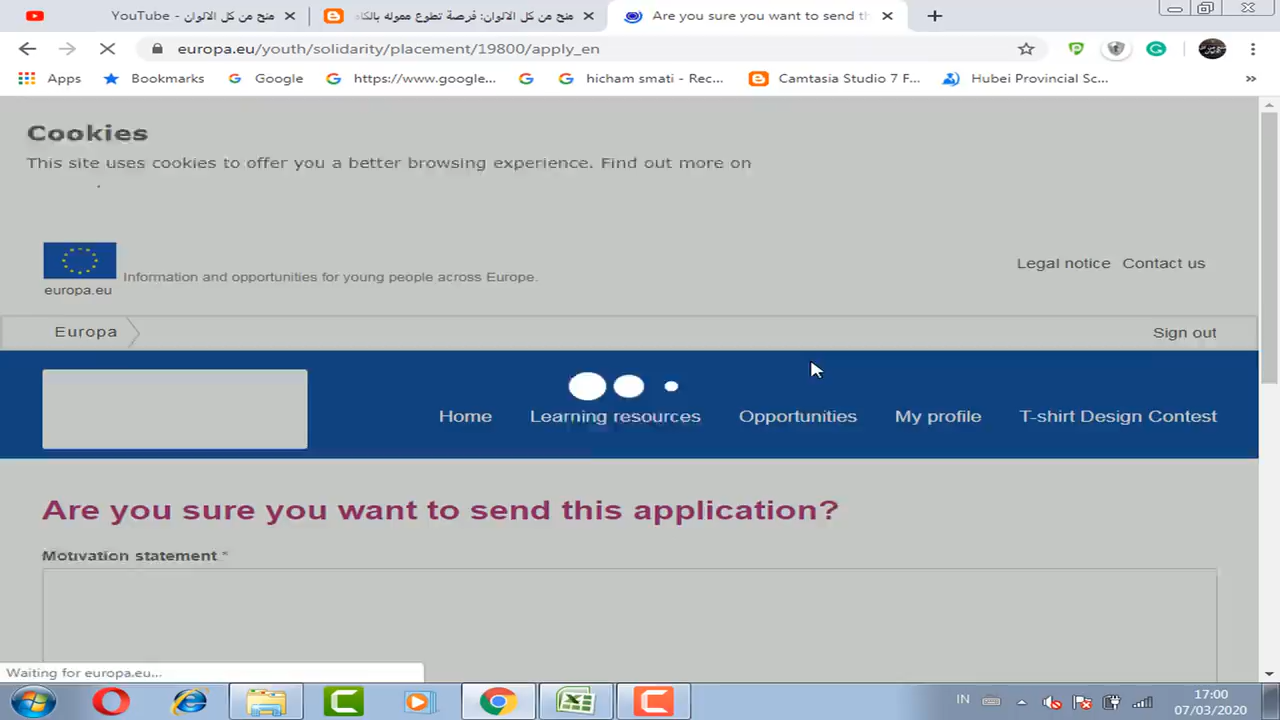 YouTube - منح من كل الالوان
منح من كل الالوان: فرصة تطوع مموله بالكا
Are you sure you want to send th
europa.eu/youth/solidarity/placement/19800/apply_en
Apps Bookmarks Google https://www.google... hicham smati - Rec... Camtasia Studio 7 F... Hubei Provincial Sc... »
Cookies
This site uses cookies to offer you a better browsing experience. Find out more on
.
europa.eu
Information and opportunities for young people across Europe.
Legal notice Contact us
Europa
Sign out
Home Learning resources Opportunities My profile T-shirt Design Contest
Are you sure you want to send this application?
Motivation statement *
Waiting for europa.eu...
IN
17:00
07/03/2020